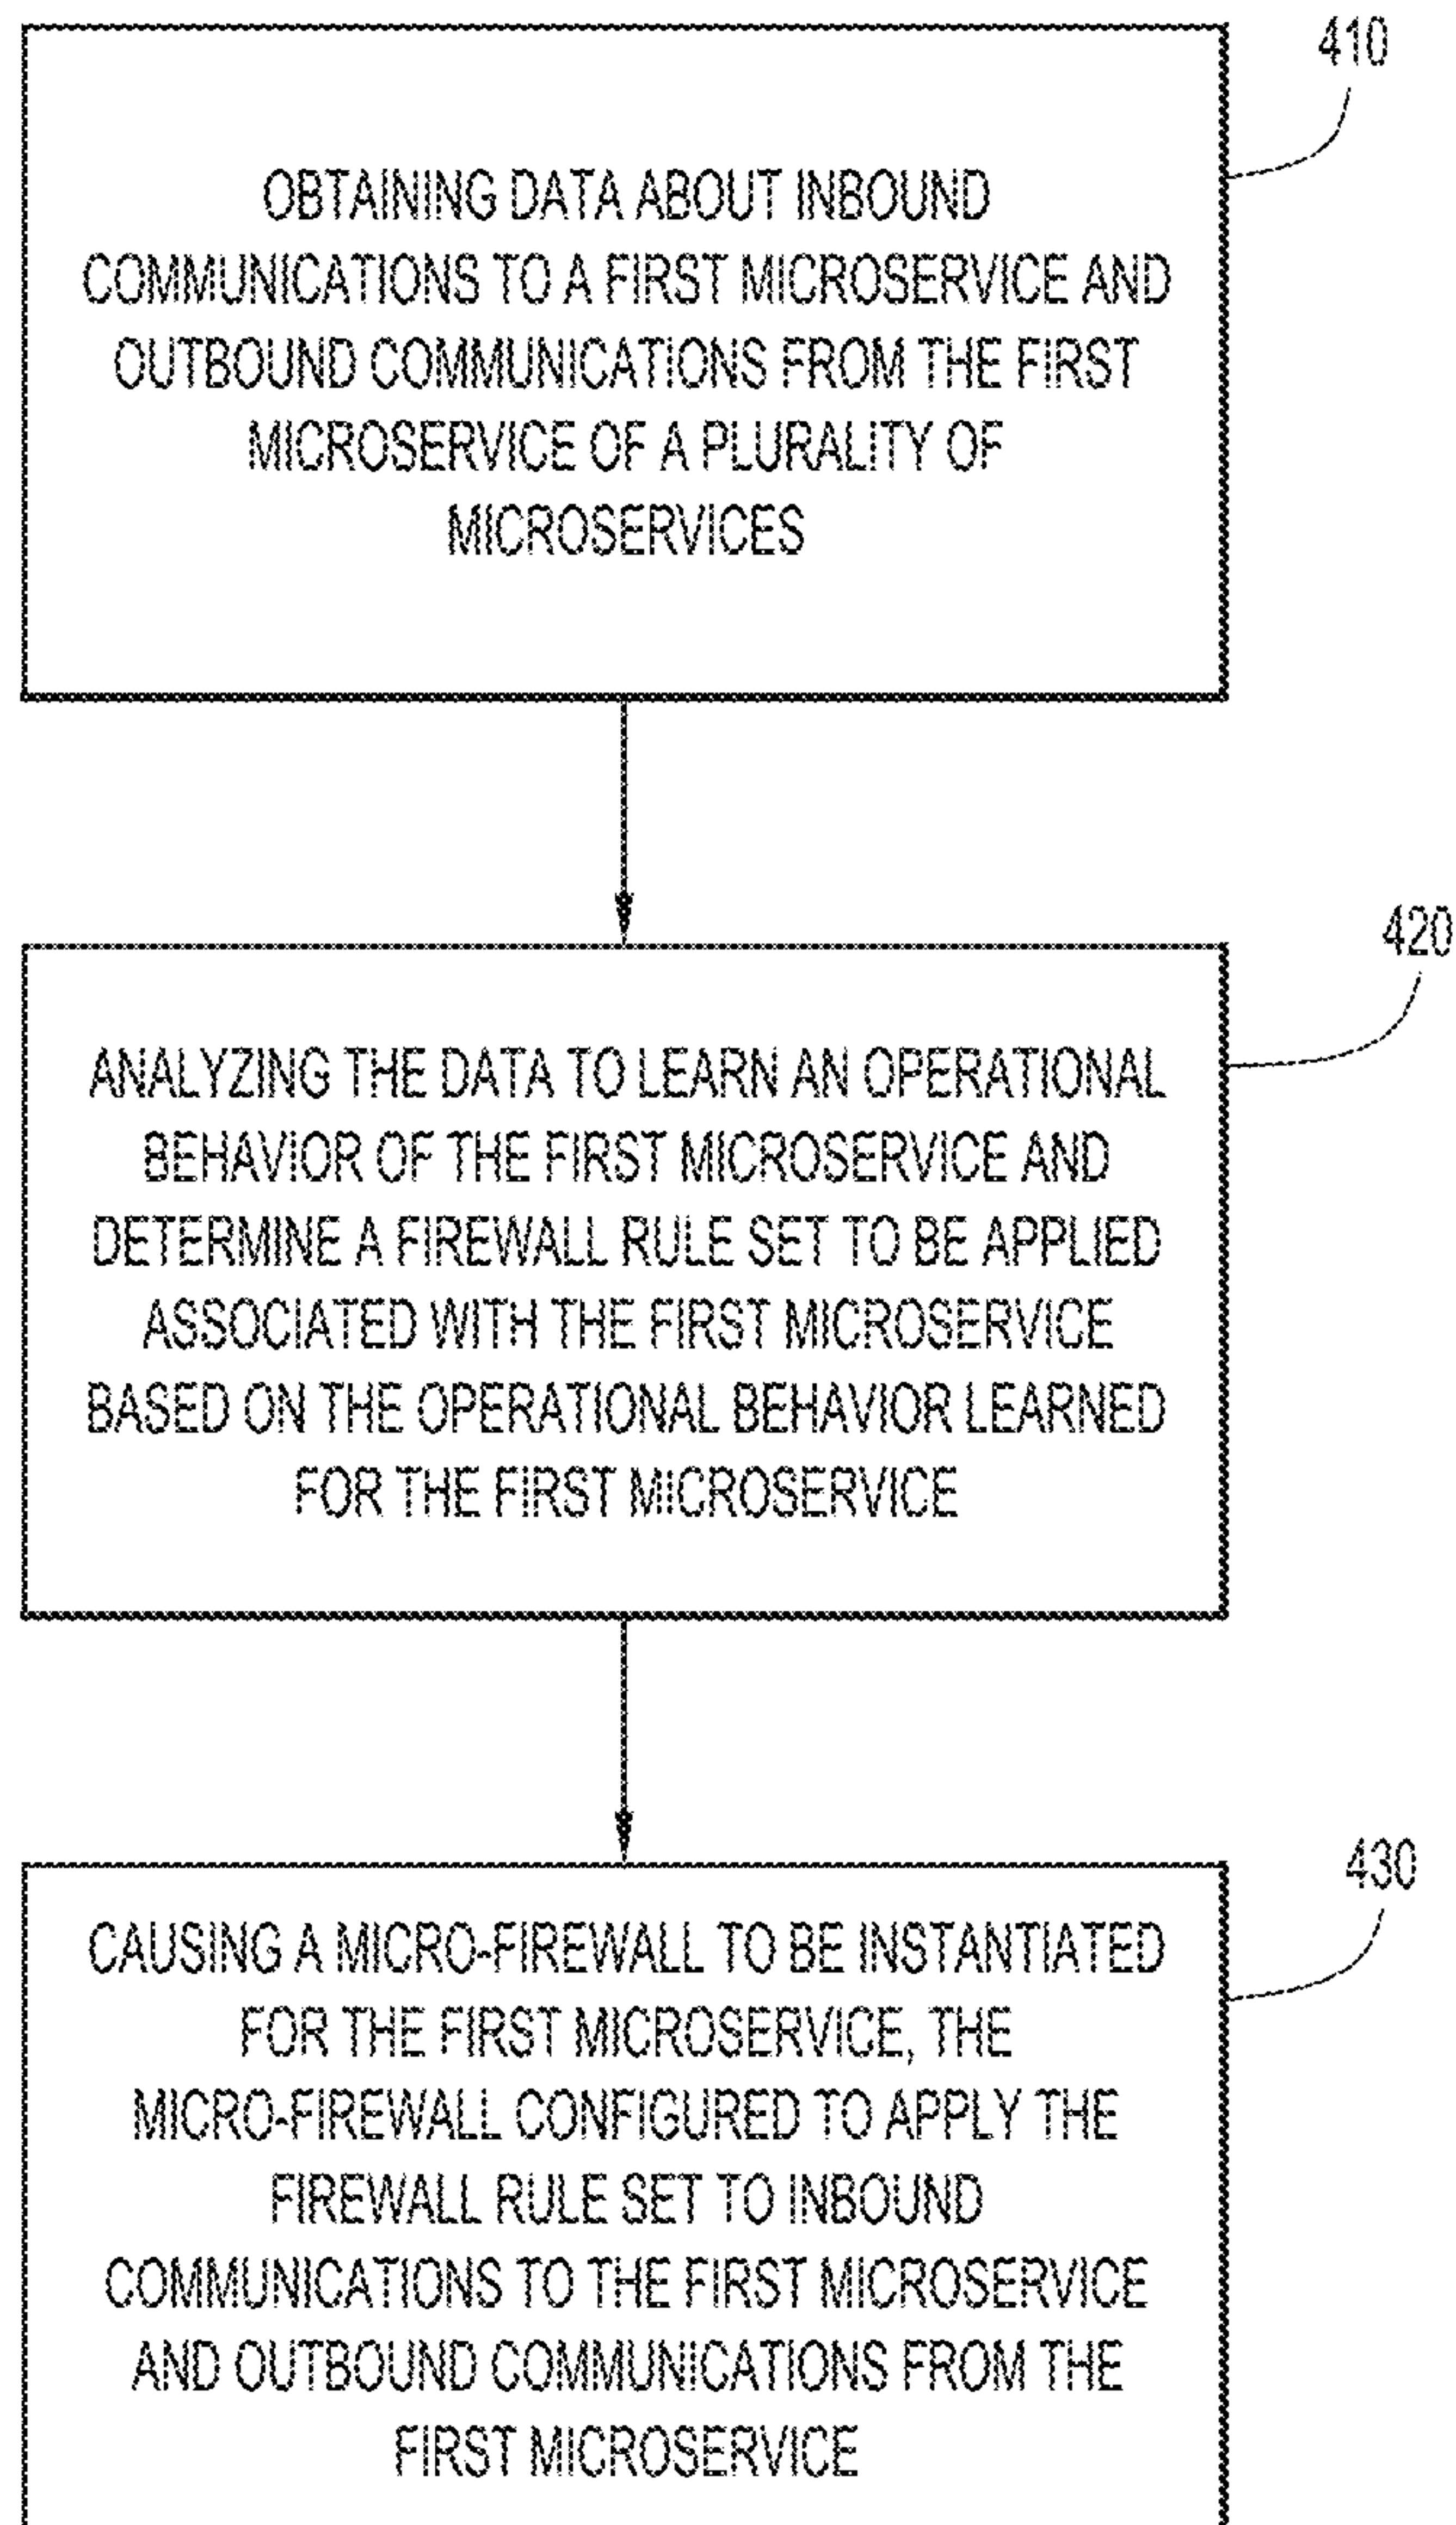 410
OBTAINING DATA ABOUT INBOUND
COMMUNICATIONS TO A FIRST MICROSERVICE AND
OUTBOUND COMMUNICATIONS FROM THE FIRST
MICROSERVICE OF A PLURALITY OF
MICROSERVICES
420
ANALYZING THE DATA TO LEARN AN OPERATIONAL
BEHAVIOR OF THE FIRST MICROSERVICE AND
DETERMINE A FIREWALL RULE SET TO BE APPLIED
ASSOCIATED WITH THE FIRST MICROSERVICE
BASED ON THE OPERATIONAL BEHAVIOR LEARNED
FOR THE FIRST MICROSERVICE
430
CAUSING A MICRO-FIREWALL TO BE INSTANTIATED
FOR THE FIRST MICROSERVICE, THE
MICRO-FIREWALL CONFIGURED TO APPLY THE
FIREWALL RULE SET TO INBOUND
COMMUNICATIONS TO THE FIRST MICROSERVICE
AND OUTBOUND COMMUNICATIONS FROM THE
FIRST MICROSERVICE